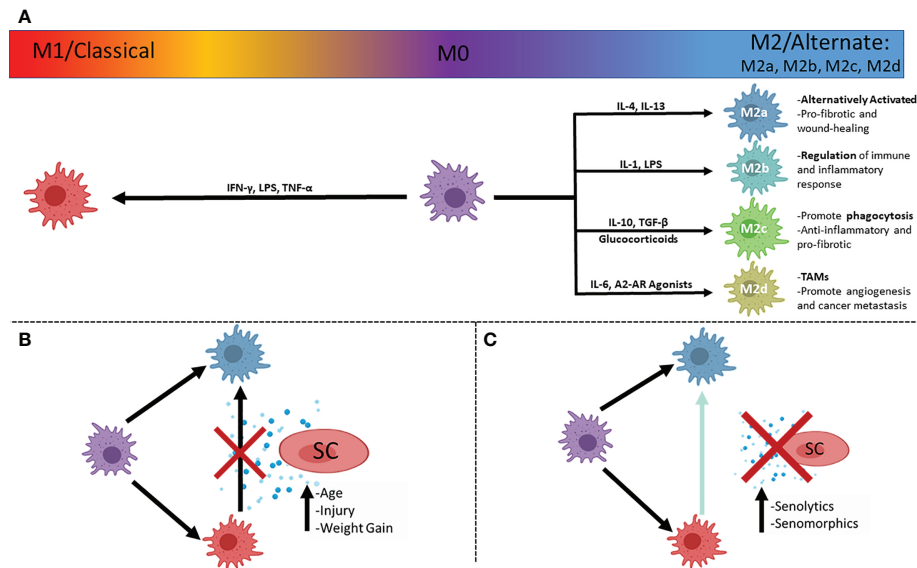 A
M1/Classical
M0
M2/Alternate:
M2a, M2b, M2c, M2d
IFN-γ, LPS, TNF-α
IL-4, IL-13
M2a
-Alternatively Activated
-Pro-fibrotic and
wound-healing
IL-1, LPS
M2b
-Regulation of immune
and inflammatory
response
IL-10, TGF-β
Glucocorticoids
M2c
-Promote phagocytosis
-Anti-inflammatory and
pro-fibrotic
IL-6, A2-AR Agonists
M2d
-TAMs
-Promote angiogenesis
and cancer metastasis
B
SC
-Age
-Injury
-Weight Gain
C
SC
-Senolytics
-Senomorphics